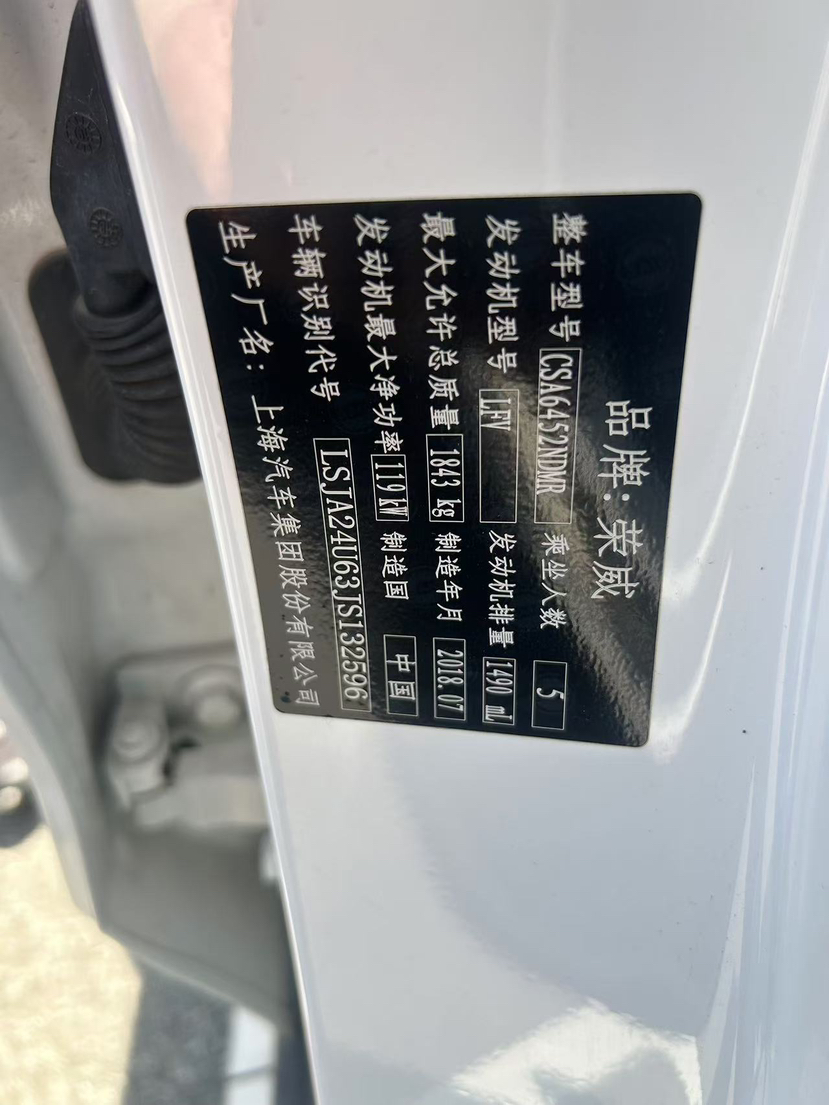 品牌: 荣威
整车型号 CSA6452NDMR 乘坐人数 5
发动机型号 LFV 发动机排量 1490 mL
最大允许总质量 1843 kg 制造年月 2018.07
发动机最大净功率 119 kW 制造国 中国
车辆识别代号 LSJA24U63JS132596
生产厂名: 上海汽车集团股份有限公司